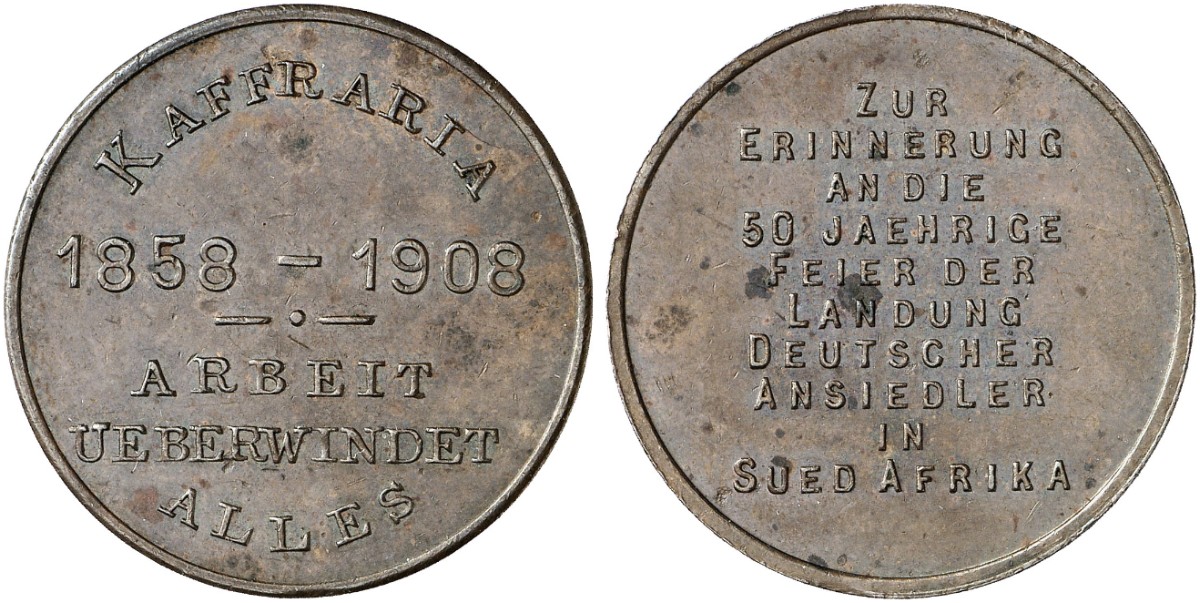 KAFFRARIA
1858 - 1908
ARBEIT
UEBERWINDET
ALLES
ZUR
ERINNERUNG
AN DIE
50 JAEHRIGE
FEIER DER
LANDUNG
DEUTSCHER
ANSIEDLER
IN
SUED AFRIKA